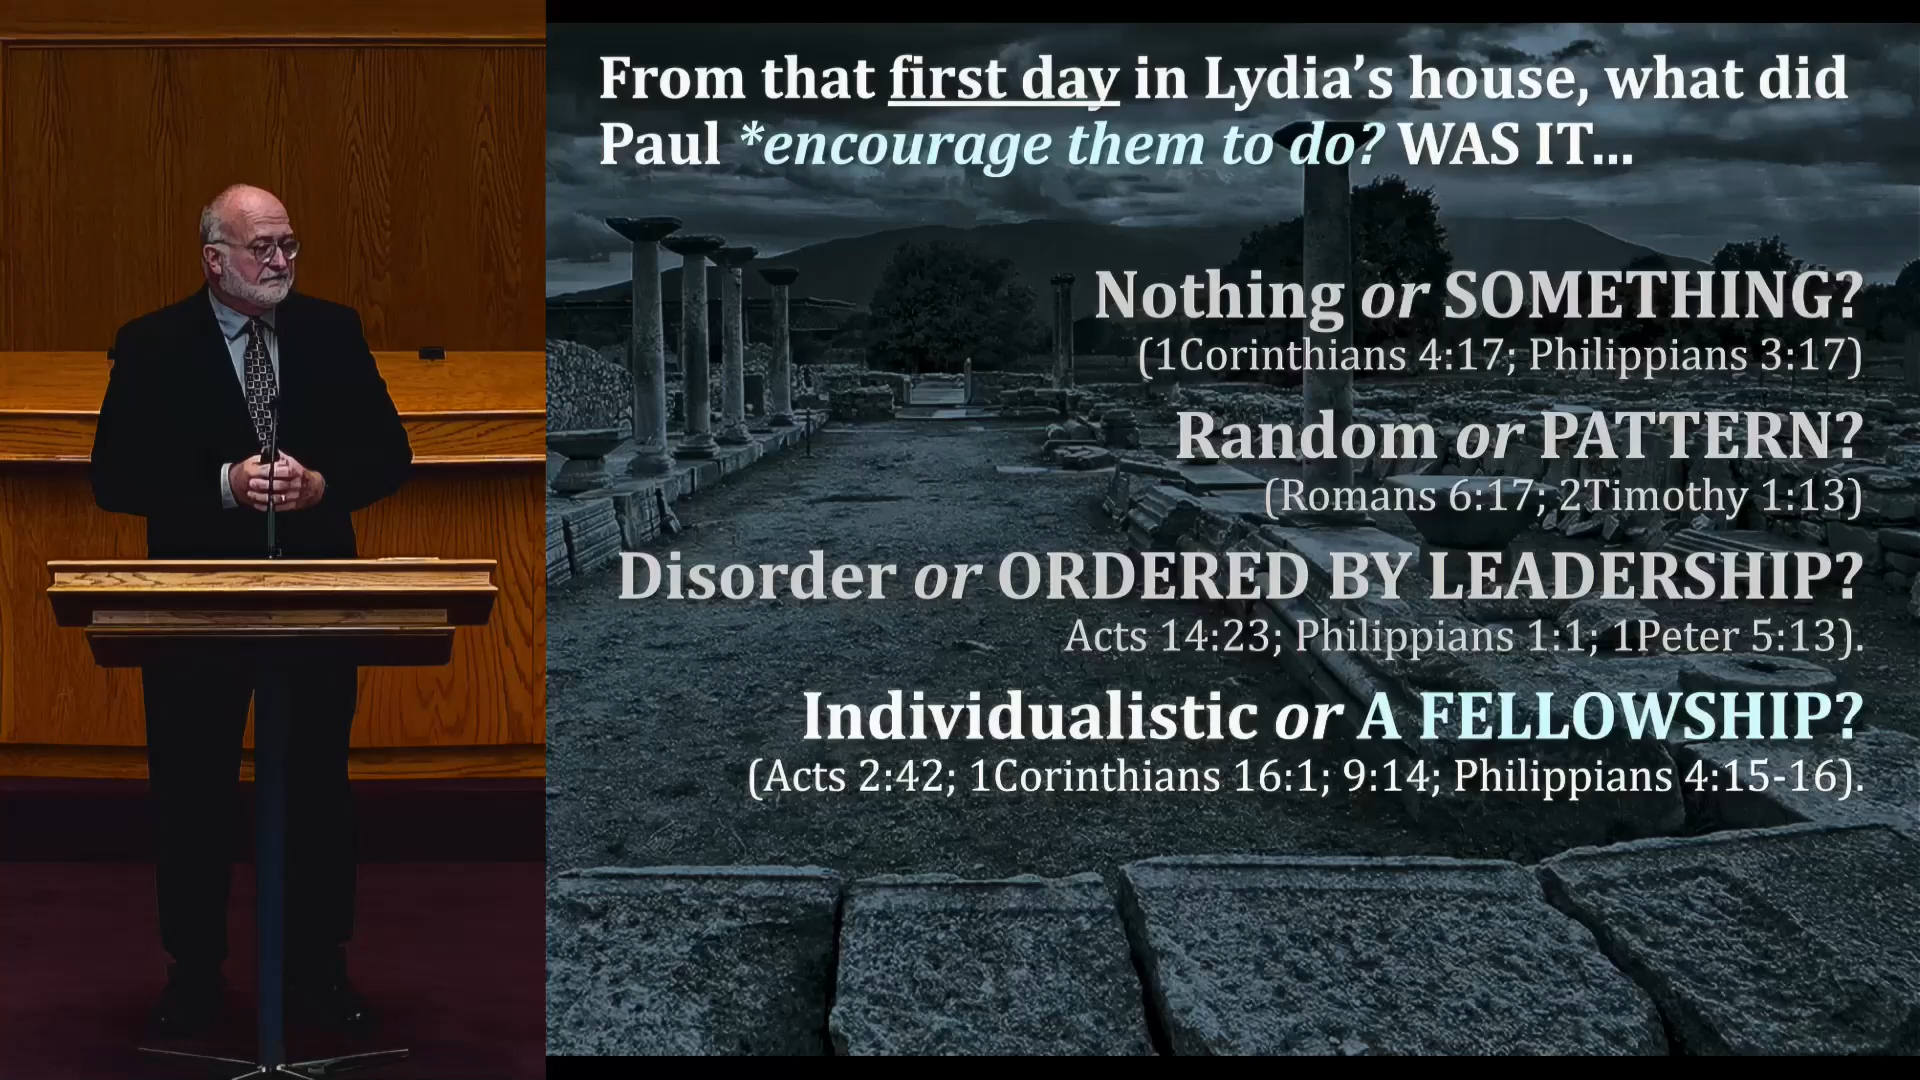 From that first day in Lydia’s house, what did
Paul *encourage them to do? WAS IT...
Nothing or SOMETHING?
(1Corinthians 4:17; Philippians 3:17)
Random or PATTERN?
(Romans 6:17; 2Timothy 1:13)
Disorder or ORDERED BY LEADERSHIP?
Acts 14:23; Philippians 1:1; 1Peter 5:13).
Individualistic or A FELLOWSHIP?
(Acts 2:42; 1Corinthians 16:1; 9:14; Philippians 4:15-16).